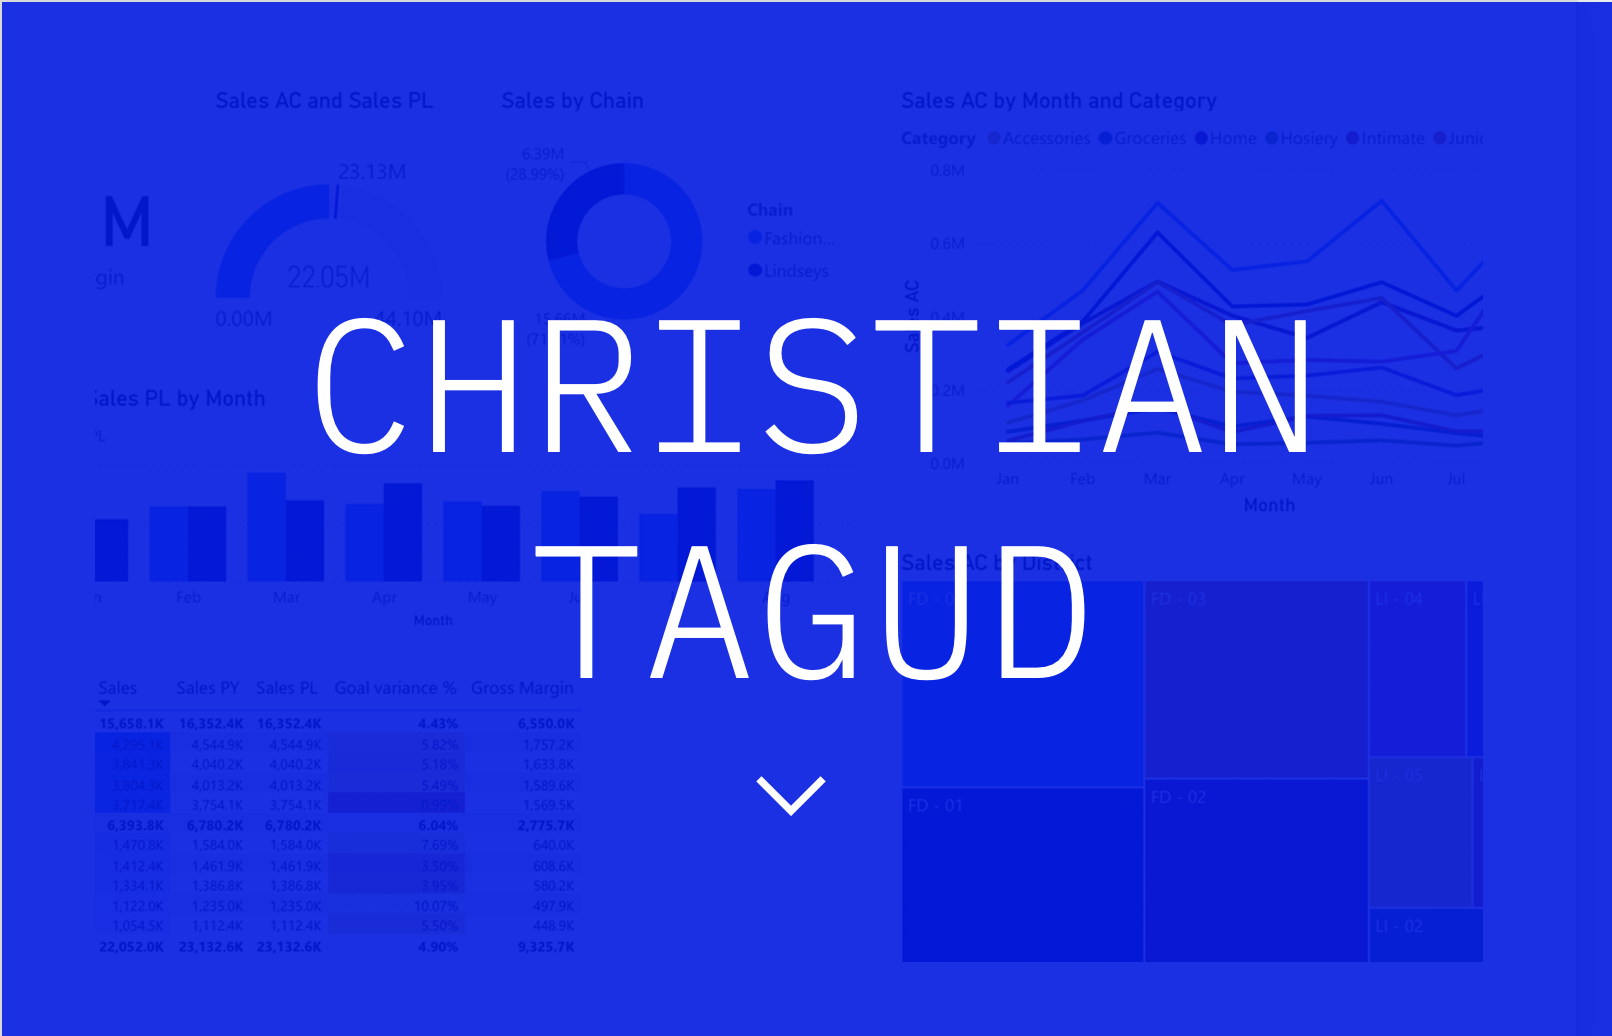 Sales AC and Sales PL
23.13M
22.05M
0.00M
44.10M
M
gin
Sales by Chain
6.39M
(28.99%)
15.66M
Chain
Fashion...
Lindseys
Sales AC by Month and Category
Category Accessories Groceries Home Hosiery Intimate Junic
0.8M
0.6M
0.4M
0.2M
0.0M
Sales AC
Jan Feb Mar Apr May Jun Jul
Month
CHRISTIAN
TAGUD
Sales PL by Month
PL
n Feb Mar Apr May
Month
Sales AC by District
FD - 03
LI - 04
FD - 01
FD - 02
LI - 05
LI - 02
Sales Sales PY Sales PL Goal variance % Gross Margin
15,658.1K 16,352.4K 16,352.4K 4.43% 6,550.0K
4,295.1K 4,544.9K 4,544.9K 5.82% 1,757.2K
3,841.3K 4,040.2K 4,040.2K 5.18% 1,633.8K
3,804.3K 4,013.2K 4,013.2K 5.49% 1,589.6K
3,717.4K 3,754.1K 3,754.1K 0.99% 1,569.5K
6,393.8K 6,780.2K 6,780.2K 6.04% 2,775.7K
1,470.8K 1,584.0K 1,584.0K 7.69% 640.0K
1,412.4K 1,461.9K 1,461.9K 3.50% 608.6K
1,334.1K 1,386.8K 1,386.8K 3.95% 580.2K
1,122.0K 1,235.0K 1,235.0K 10.07% 497.9K
1,054.5K 1,112.4K 1,112.4K 5.50% 448.9K
22,052.0K 23,132.6K 23,132.6K 4.90% 9,325.7K